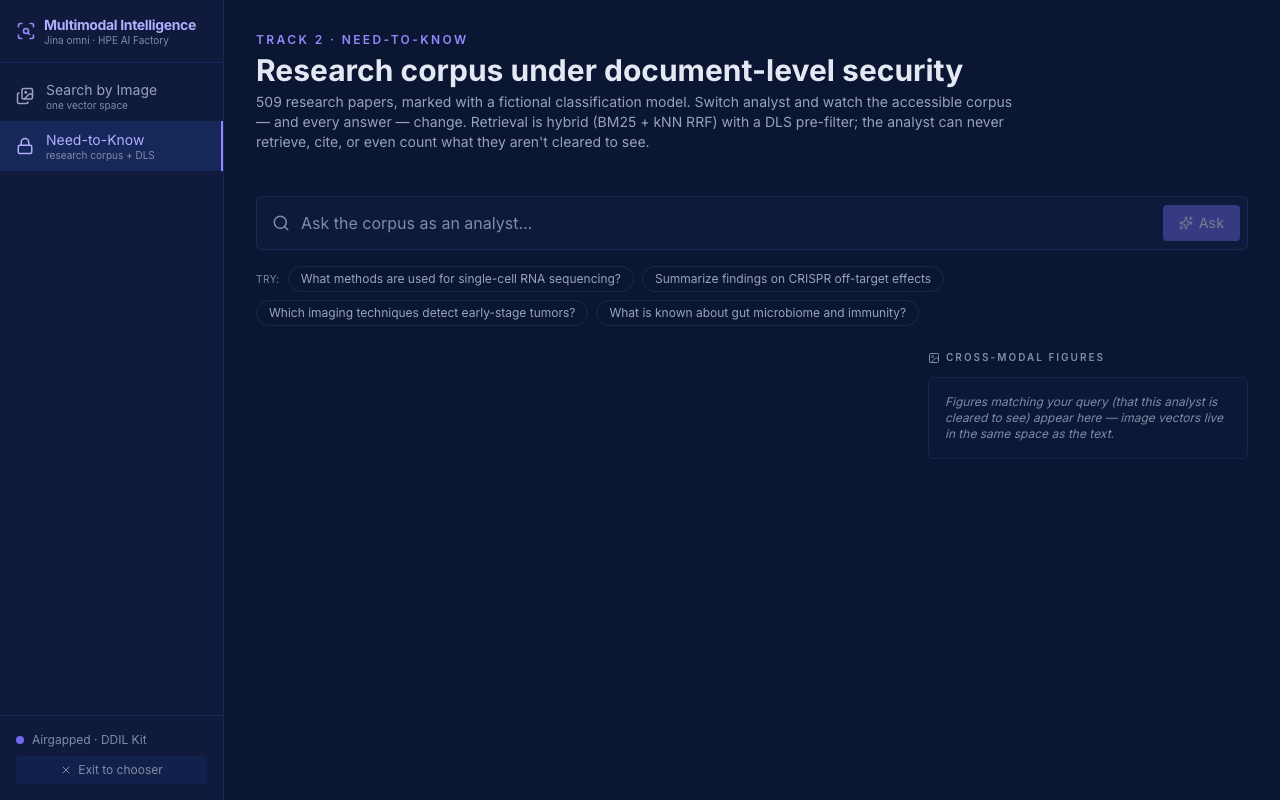 Multimodal Intelligence
Jina omni · HPE AI Factory
Search by Image
one vector space
Need-to-Know
research corpus + DLS
Airgapped · DDIL Kit
Exit to chooser
TRACK 2 · NEED-TO-KNOW
Research corpus under document-level security
509 research papers, marked with a fictional classification model. Switch analyst and watch the accessible corpus
— and every answer — change. Retrieval is hybrid (BM25 + kNN RRF) with a DLS pre-filter; the analyst can never
retrieve, cite, or even count what they aren't cleared to see.
Ask the corpus as an analyst...
Ask
TRY:
What methods are used for single-cell RNA sequencing?
Summarize findings on CRISPR off-target effects
Which imaging techniques detect early-stage tumors?
What is known about gut microbiome and immunity?
CROSS-MODAL FIGURES
Figures matching your query (that this analyst is
cleared to see) appear here — image vectors live
in the same space as the text.